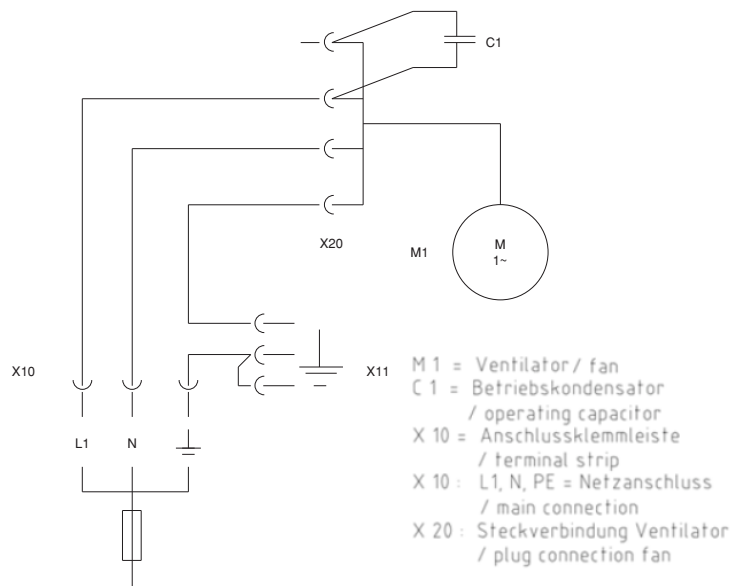 C1
X20
M1
M
1~
X10
X11
L1
N
M 1 = Ventilator / fan
C 1 = Betriebskondensator
/ operating capacitor
X 10 = Anschlussklemmleiste
/ terminal strip
X 10 : L1, N, PE = Netzanschluss
/ main connection
X 20 : Steckverbindung Ventilator
/ plug connection fan